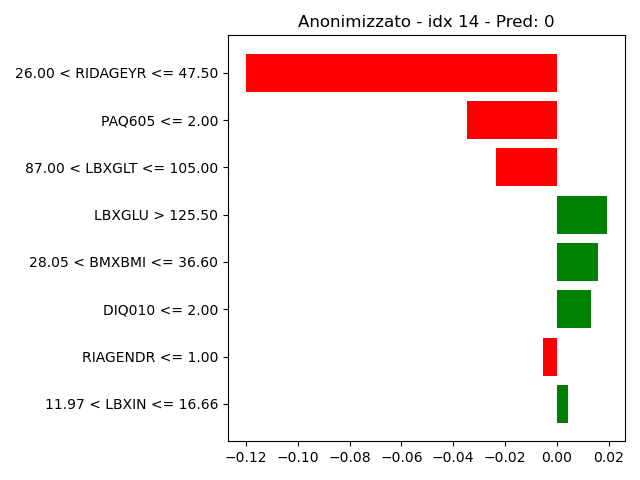 Anonimizzato - idx 14 - Pred: 0
26.00 < RIDAGEYR <= 47.50
PAQ605 <= 2.00
87.00 < LBXGLT <= 105.00
LBXGLU > 125.50
28.05 < BMXBMI <= 36.60
DIQ010 <= 2.00
RIAGENDR <= 1.00
11.97 < LBXIN <= 16.66
−0.12 −0.10 −0.08 −0.06 −0.04 −0.02 0.00 0.02